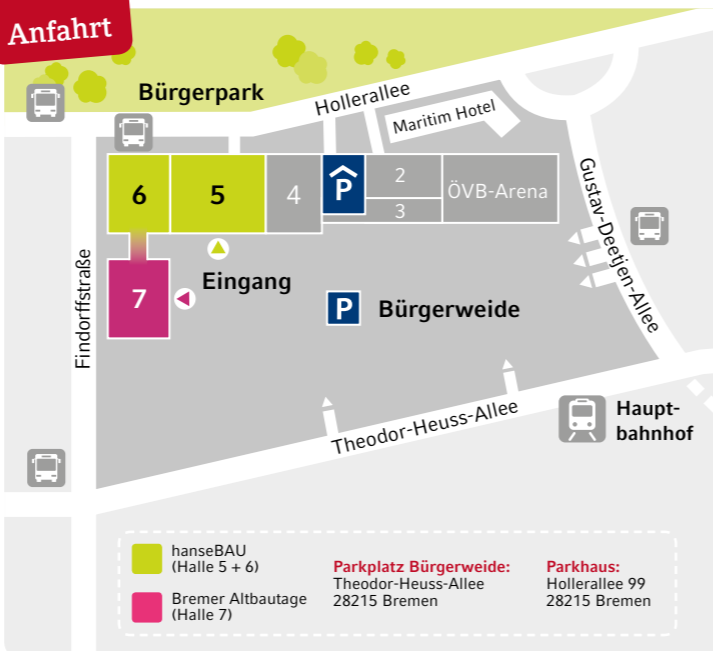 Anfahrt
Bürgerpark
Hollerallee
Maritim Hotel
6
5
4
P
2
3
ÖVB-Arena
Gustav-Deetjen-Allee
Findorffstraße
7
Eingang
P
Bürgerweide
Theodor-Heuss-Allee
Haupt-
bahnhof
hanseBAU
(Halle 5 + 6)
Bremer Altbautage
(Halle 7)
Parkplatz Bürgerweide:
Theodor-Heuss-Allee
28215 Bremen
Parkhaus:
Hollerallee 99
28215 Bremen